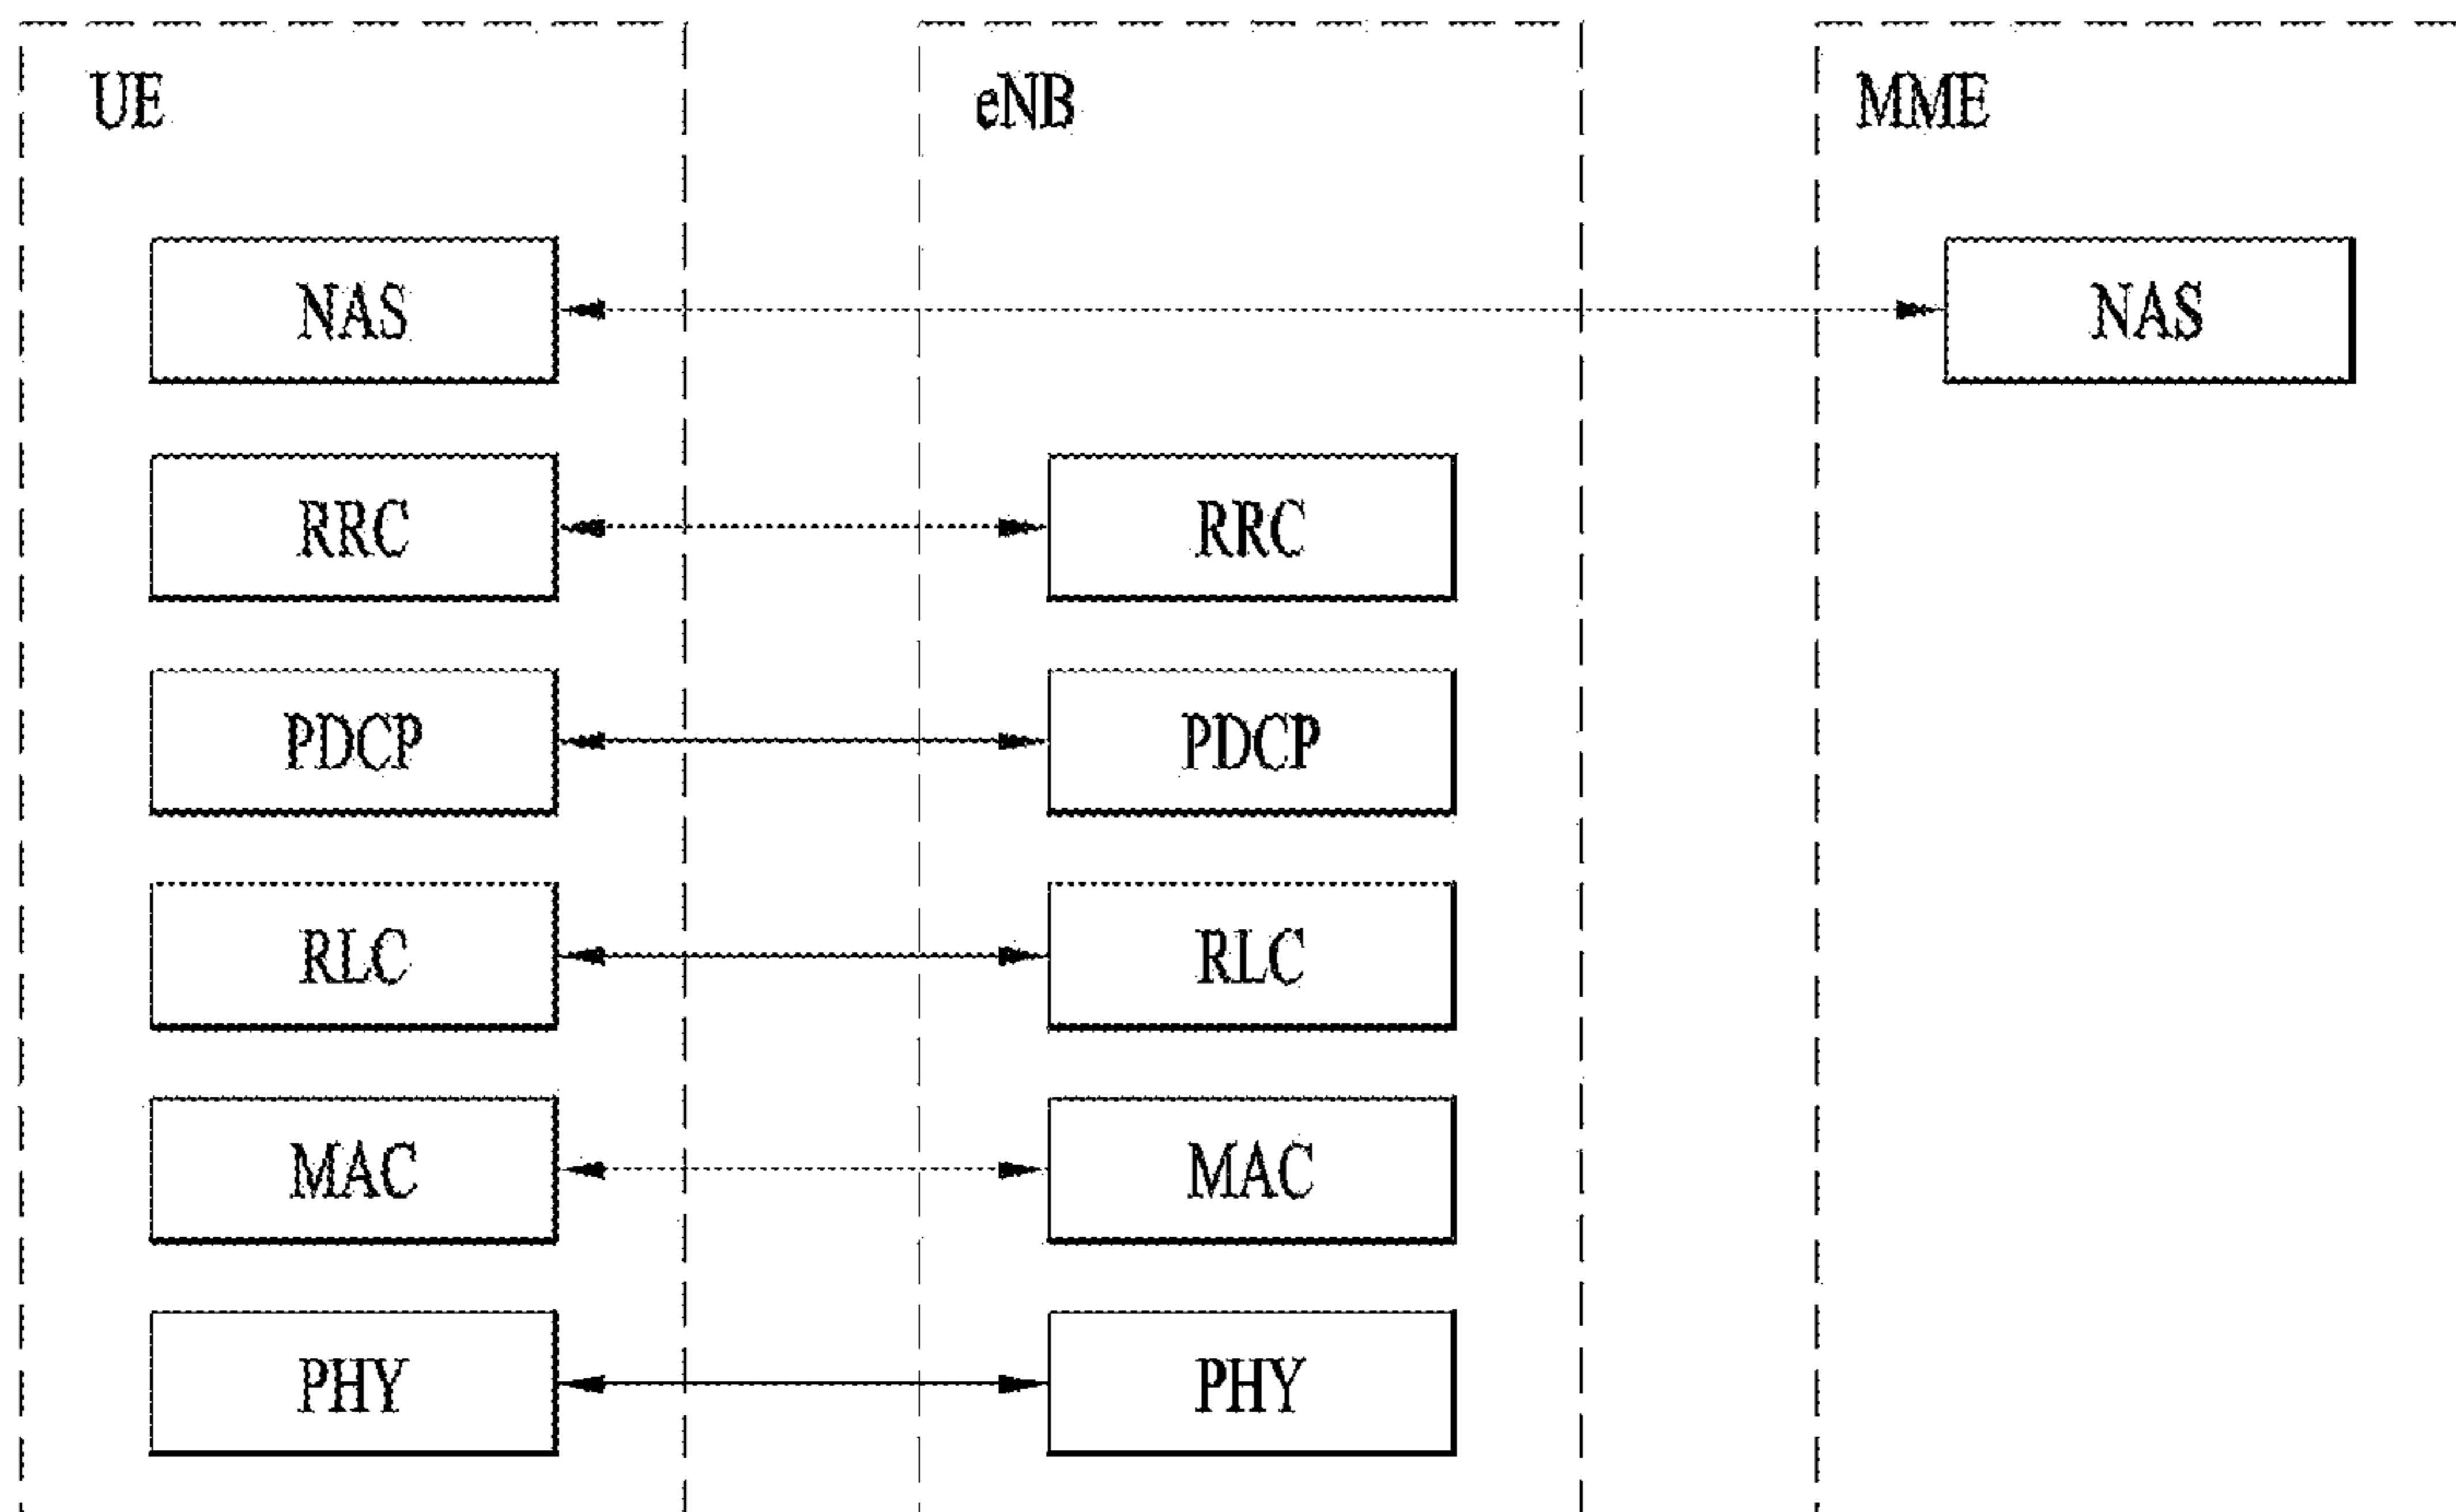 UE eNB MME
NAS NAS
RRC RRC
PDCP PDCP
RLC RLC
MAC MAC
PHY PHY